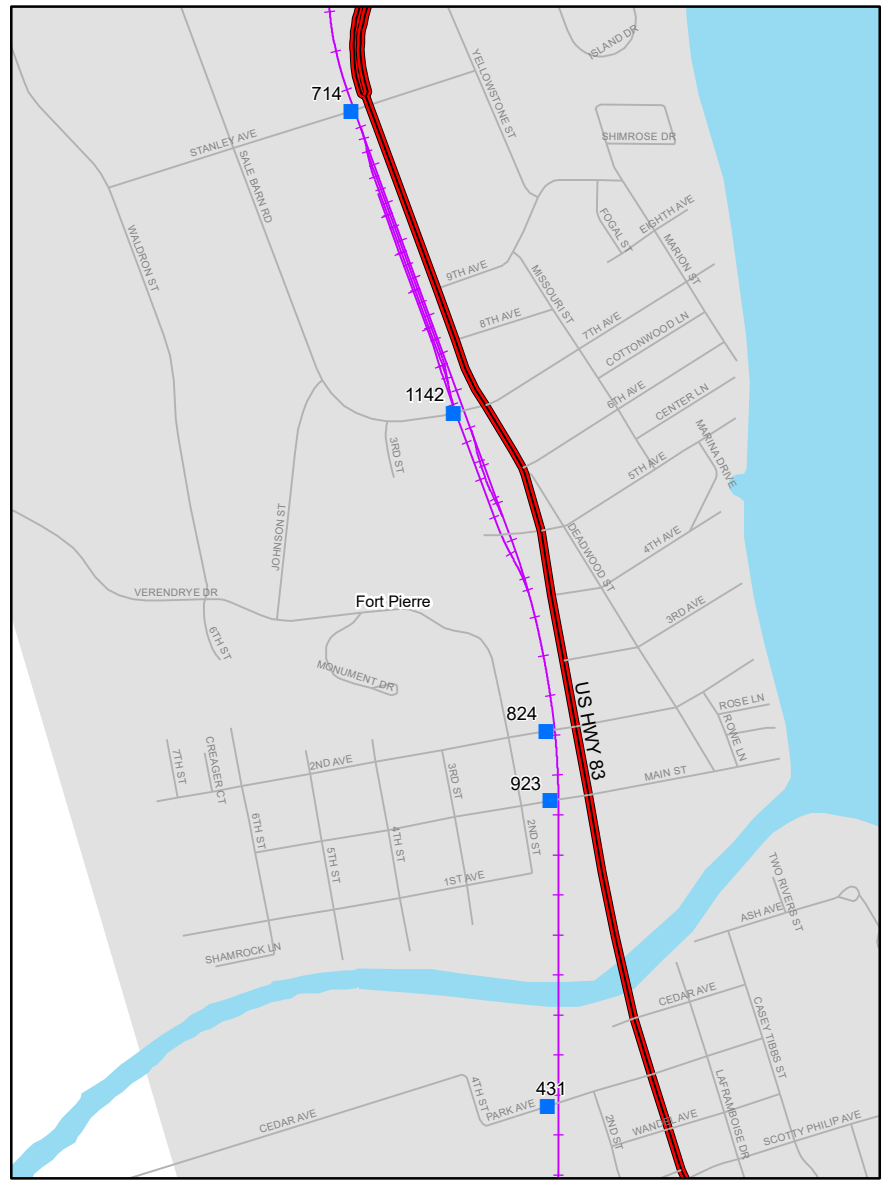 ISLAND DR
YELLOWSTONE ST
714
STANLEY AVE
SHIMROSE DR
SALE BARN RD
EIGHTH AVE
FOGAL ST
WALDRON ST
MARION ST
9TH AVE
MISSOURI ST
8TH AVE
7TH AVE
COTTONWOOD LN
1142
6TH AVE
CENTER LN
3RD ST
MARINA DRIVE
5TH AVE
JOHNSON ST
4TH AVE
DEADWOOD ST
VERENDRYE DR
Fort Pierre
3RD AVE
6TH ST
MONUMENT DR
US HWY 83
ROSE LN
824
ROWE LN
7TH ST
CREAGER CT
2ND AVE
3RD ST
MAIN ST
923
6TH ST
5TH ST
4TH ST
2ND ST
1ST AVE
TWO RIVERS ST
ASH AVE
SHAMROCK LN
CEDAR AVE
CASEY TIBBS ST
431
4TH ST
PARK AVE
CEDAR AVE
2ND ST
WANDEL AVE
LAFRAMBOISE DR
SCOTTY PHILIP AVE